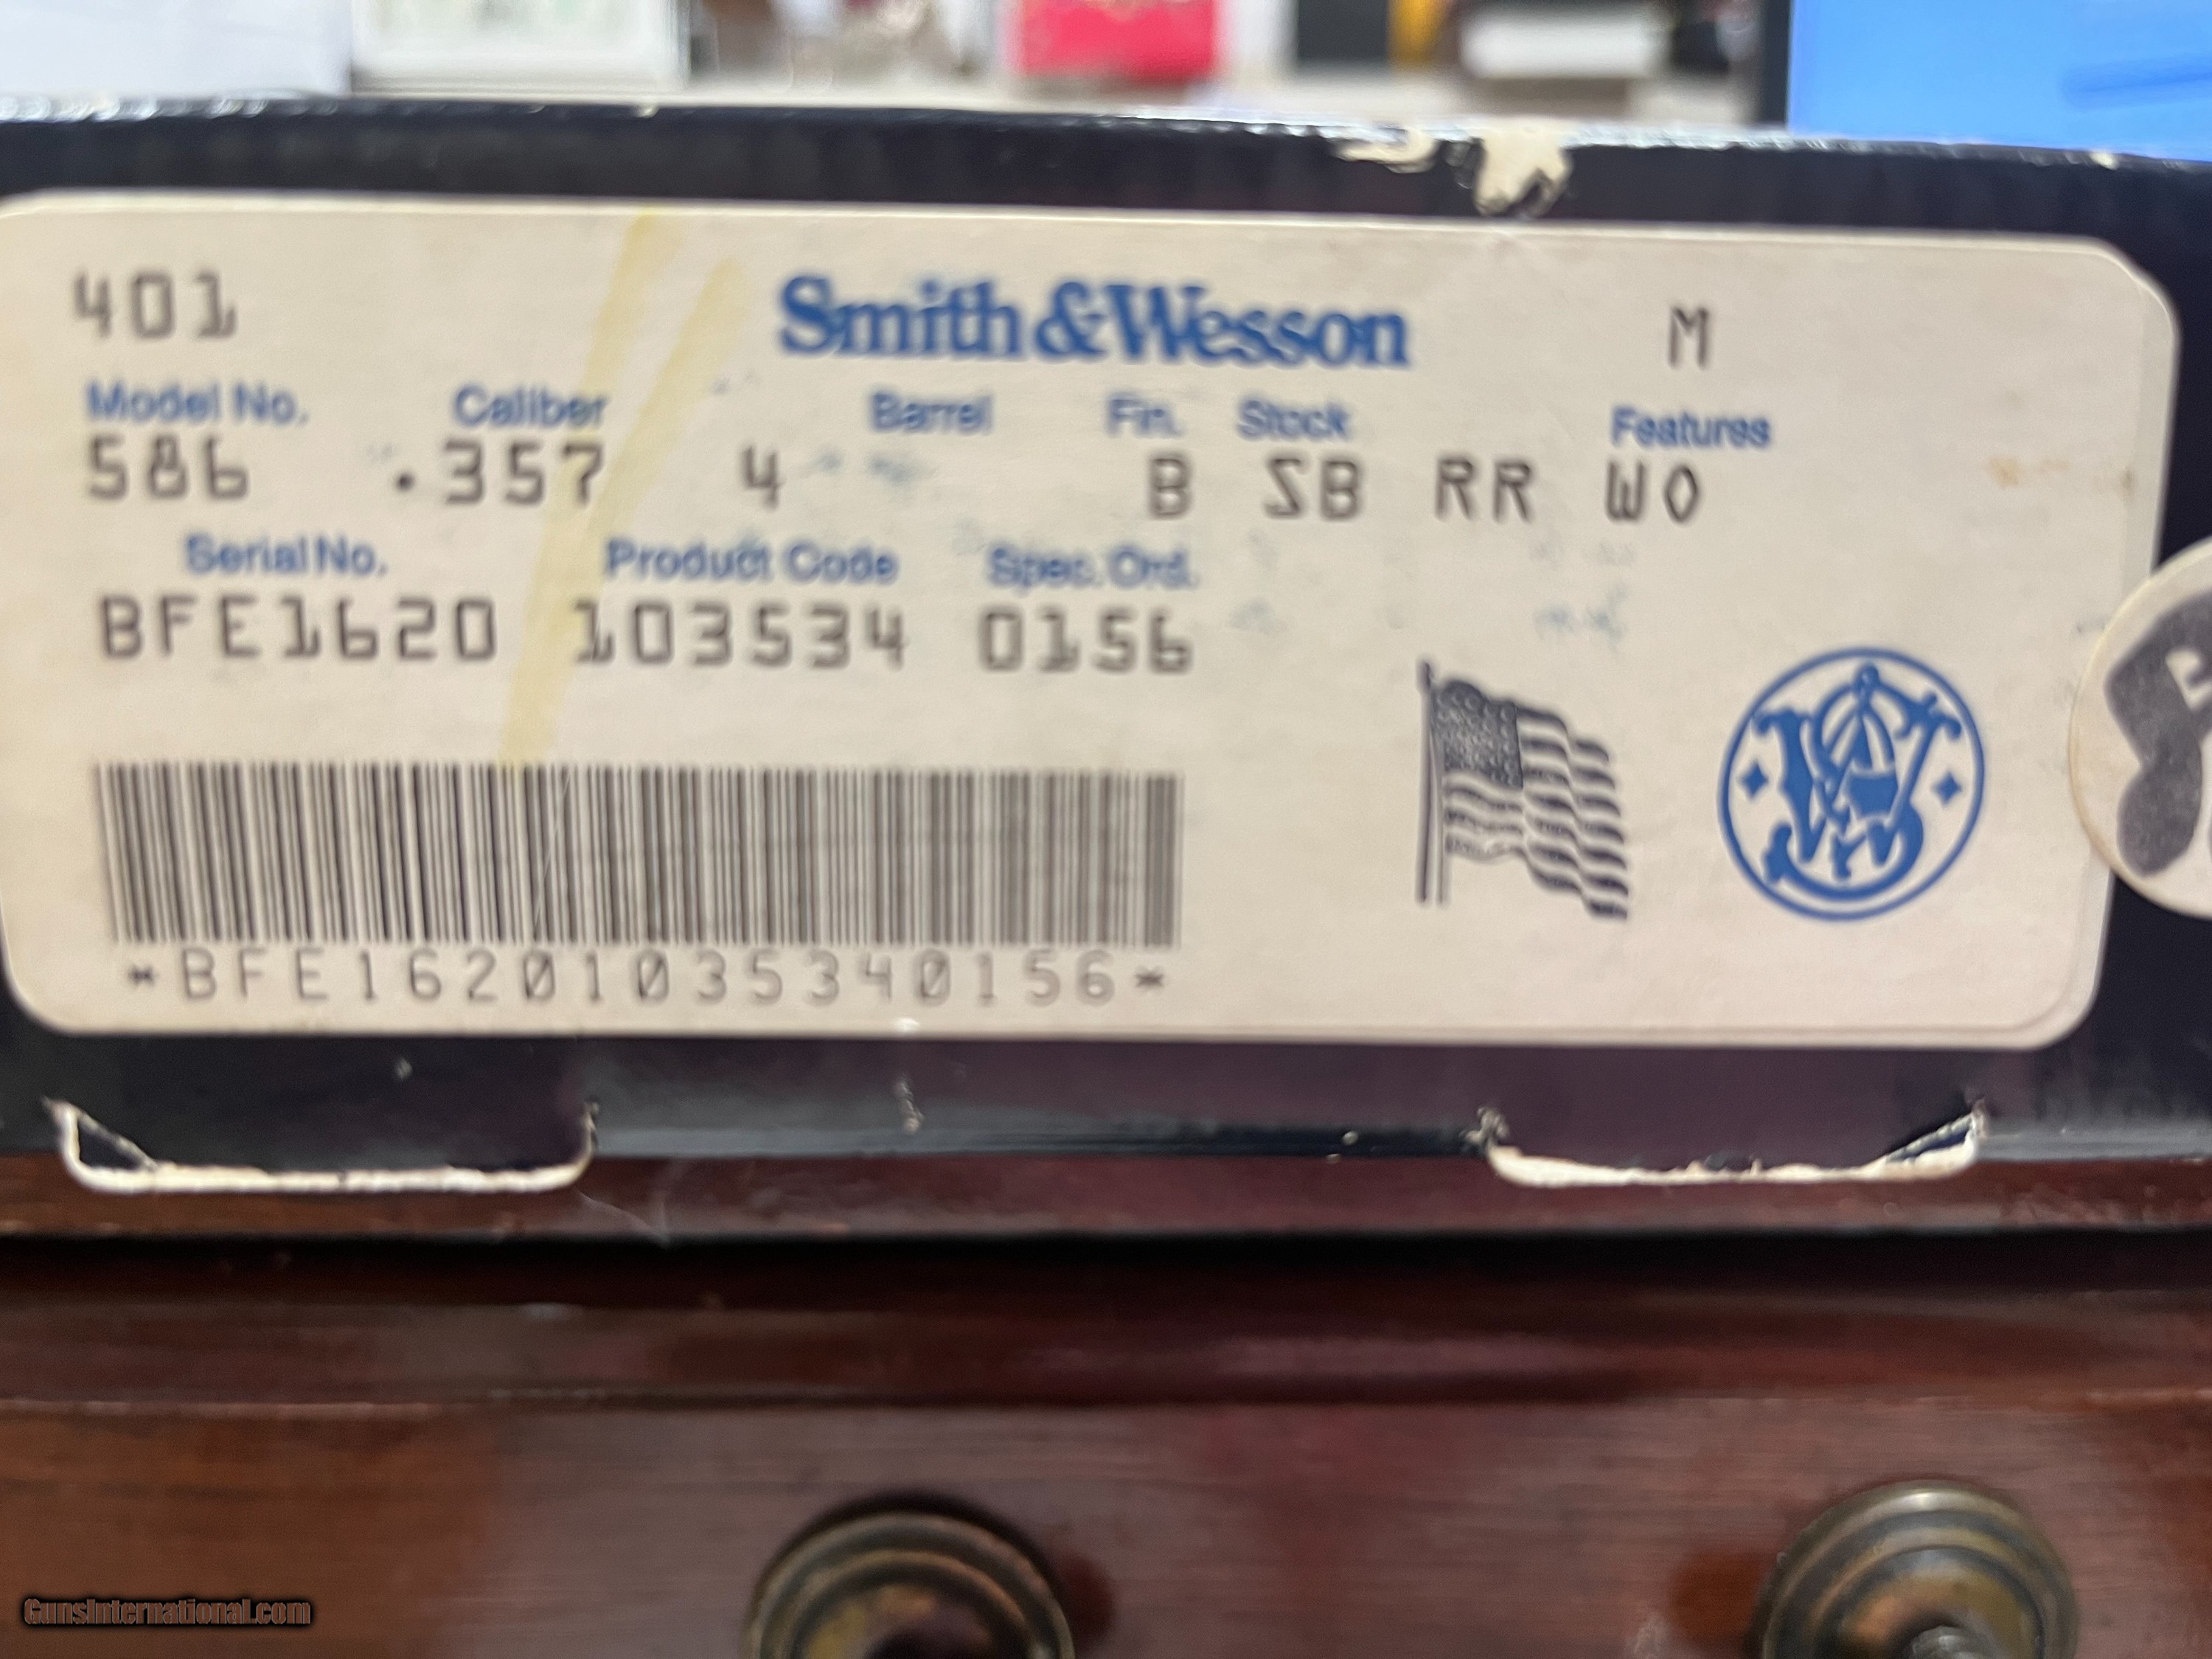 401 Smith & Wesson M
Model No. Caliber Barrel Fin. Stock Features
586 .357 4 B SB RR WO
Serial No. Product Code Spec. Ord.
BFE1620 103534 0156
*BFE16201035340156*
GunsInternational.com